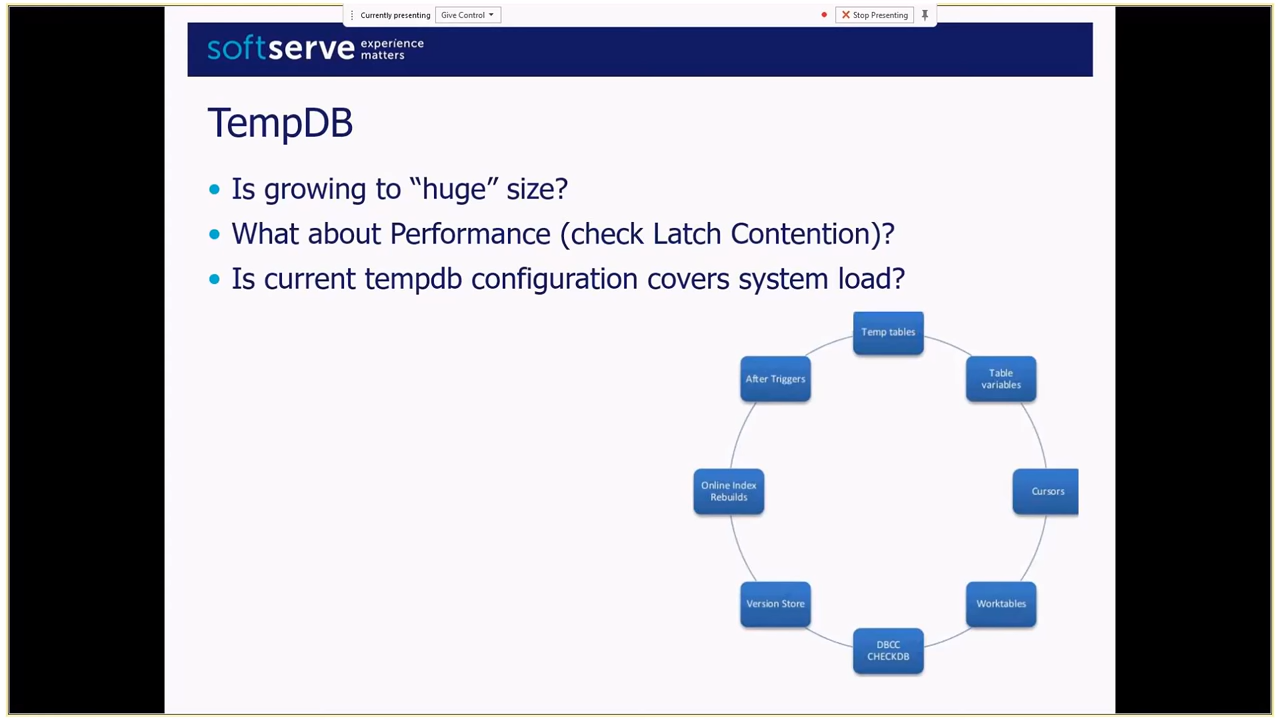 Currently presenting Give Control Stop Presenting
softserve experience matters
TempDB
• Is growing to “huge” size?
• What about Performance (check Latch Contention)?
• Is current tempdb configuration covers system load?
Temp tables
Table
variables
Cursors
Worktables
DBCC
CHECKDB
Version Store
Online Index
Rebuilds
After Triggers